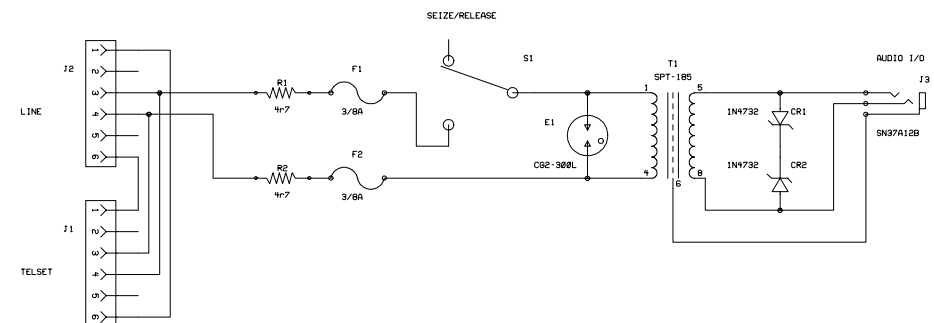 SEIZE/RELEASE
S1
T1
SPT-185
AUDIO I/O
J3
J2
LINE
1
2
3
4
5
6
R1
4r7
F1
3/8A
E1
CG2-300L
1
4
5
8
6
1N4732
CR1
1N4732
CR2
SN37A12B
R2
4r7
F2
3/8A
J1
TELSET
1
2
3
4
5
6